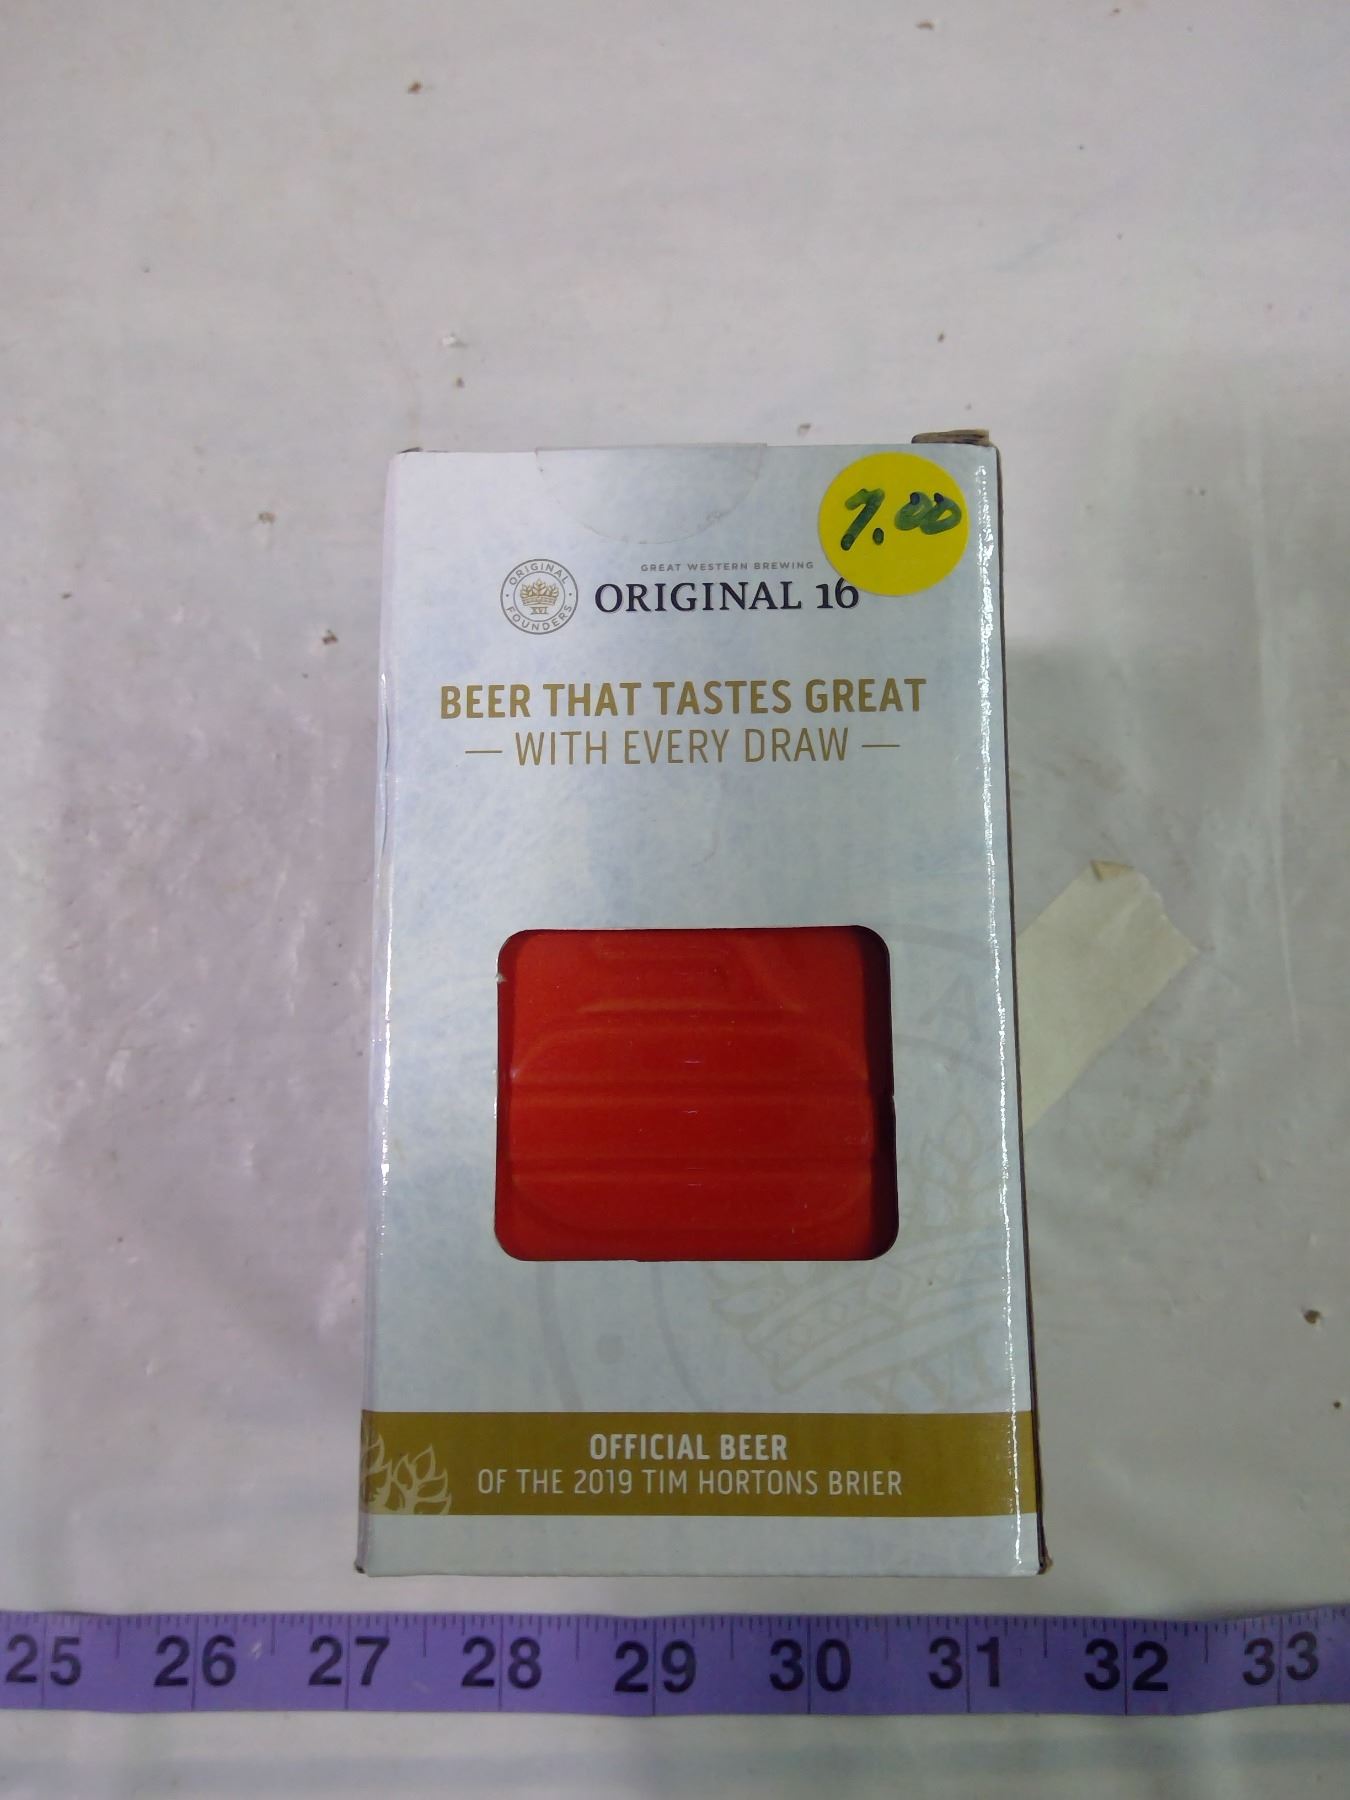 7.00
GREAT WESTERN BREWING
ORIGINAL 16
ORIGINAL
XVI
FOUNDERS
BEER THAT TASTES GREAT
— WITH EVERY DRAW —
OFFICIAL BEER
OF THE 2019 TIM HORTONS BRIER
25 26 27 28 29 30 31 32 33